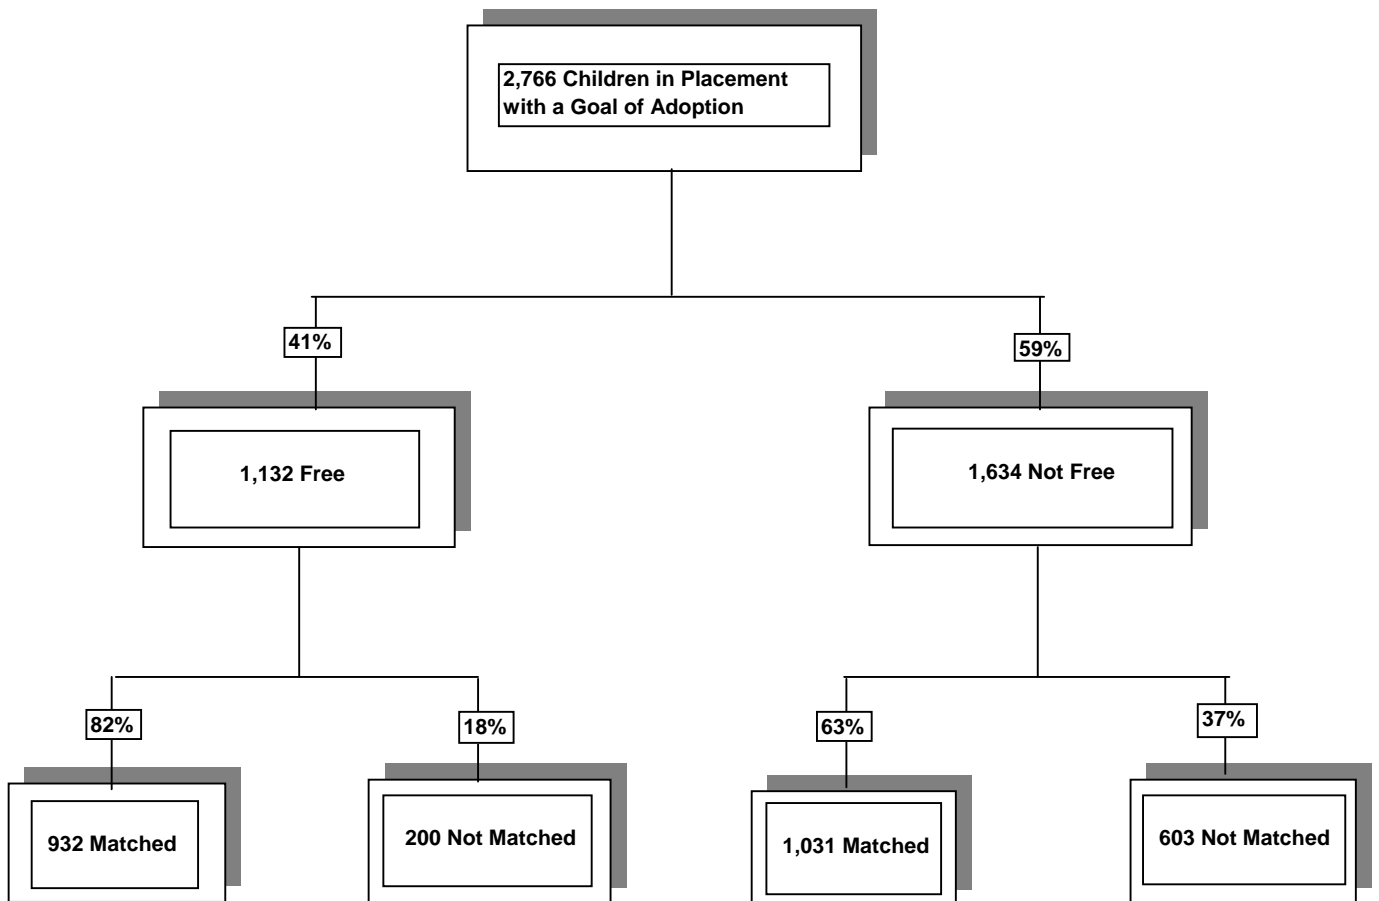 2,766 Children in Placement
with a Goal of Adoption
41%
59%
1,132 Free
1,634 Not Free
82%
18%
63%
37%
932 Matched
200 Not Matched
1,031 Matched
603 Not Matched